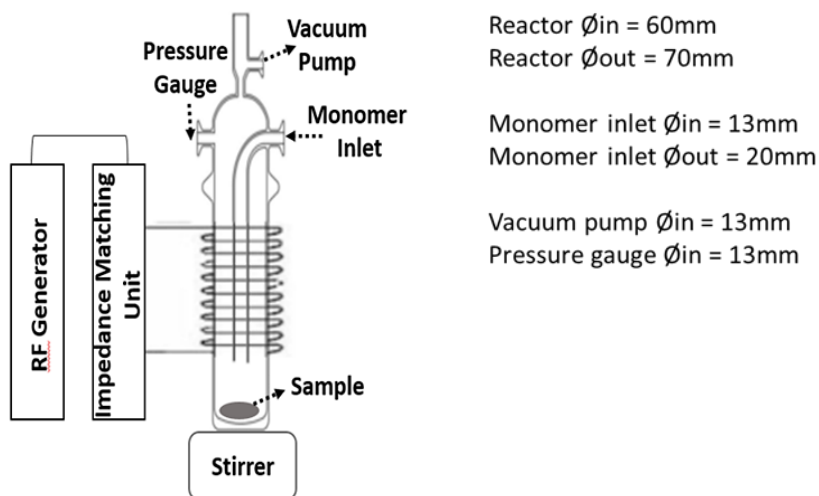 Vacuum
Pump
Pressure
Gauge
Monomer
Inlet
RF Generator
Impedance Matching
Unit
Sample
Stirrer
Reactor Øin = 60mm
Reactor Øout = 70mm
Monomer inlet Øin = 13mm
Monomer inlet Øout = 20mm
Vacuum pump Øin = 13mm
Pressure gauge Øin = 13mm